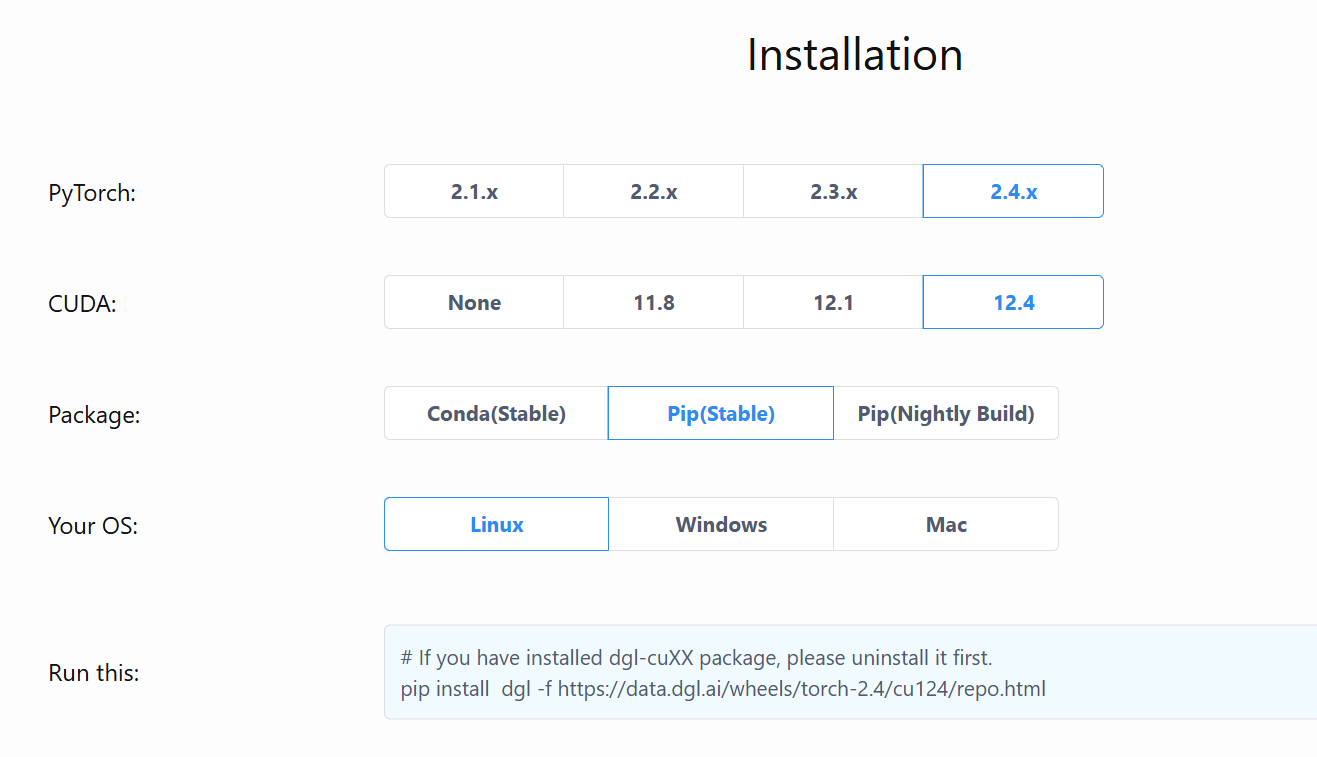 Installation
PyTorch: 2.1.x 2.2.x 2.3.x 2.4.x
CUDA: None 11.8 12.1 12.4
Package: Conda(Stable) Pip(Stable) Pip(Nightly Build)
Your OS: Linux Windows Mac
Run this:
# If you have installed dgl-cuXX package, please uninstall it first.
pip install  dgl -f https://data.dgl.ai/wheels/torch-2.4/cu124/repo.html